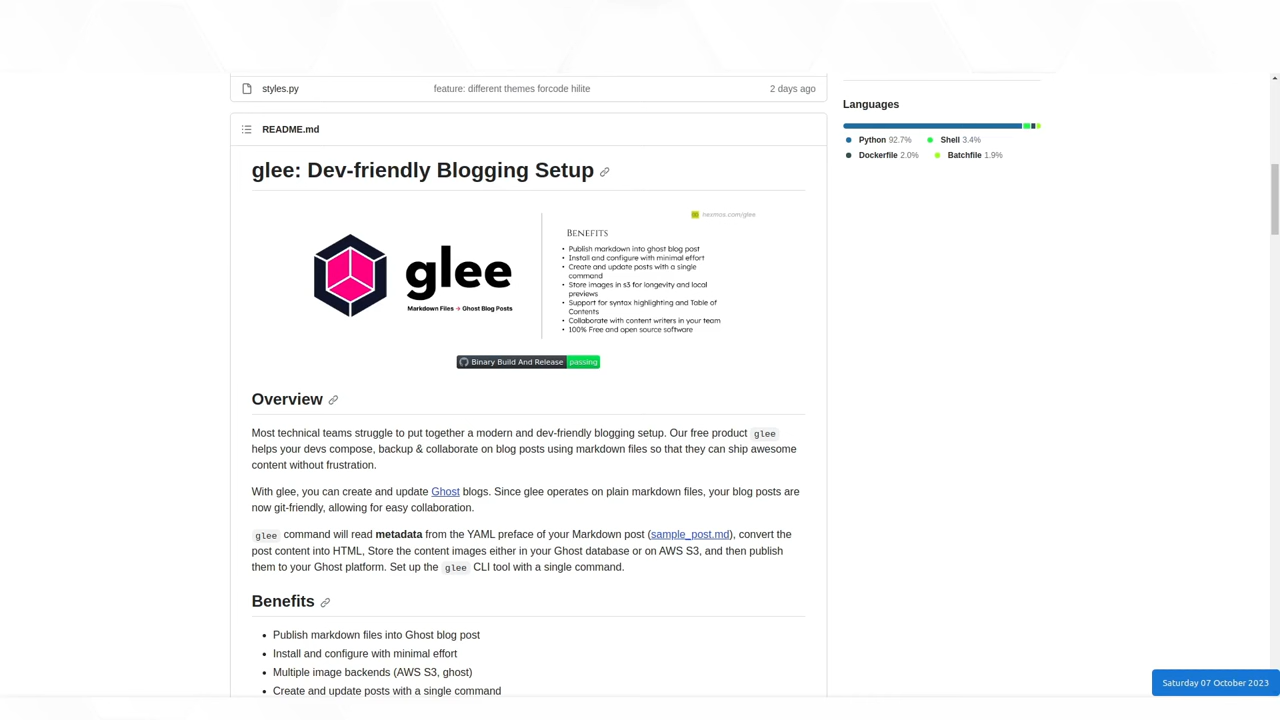 styles.py feature: different themes forcode hilite 2 days ago
README.md
glee: Dev-friendly Blogging Setup
hexmos.com/glee
glee
Markdown Files → Ghost Blog Posts
BENEFITS
• Publish markdown into ghost blog post
• Install and configure with minimal effort
• Create and update posts with a single
command
• Store images in s3 for longevity and local
previews
• Support for syntax highlighting and Table of
Contents
• Collaborate with content writers in your team
• 100% Free and open source software
Binary Build And Release passing
Overview
Most technical teams struggle to put together a modern and dev-friendly blogging setup. Our free product glee
helps your devs compose, backup & collaborate on blog posts using markdown files so that they can ship awesome
content without frustration.
With glee, you can create and update Ghost blogs. Since glee operates on plain markdown files, your blog posts are
now git-friendly, allowing for easy collaboration.
glee command will read metadata from the YAML preface of your Markdown post (sample_post.md), convert the
post content into HTML, Store the content images either in your Ghost database or on AWS S3, and then publish
them to your Ghost platform. Set up the glee CLI tool with a single command.
Benefits
• Publish markdown files into Ghost blog post
• Install and configure with minimal effort
• Multiple image backends (AWS S3, ghost)
• Create and update posts with a single command
Languages
Python 92.7% Shell 3.4%
Dockerfile 2.0% Batchfile 1.9%
Saturday 07 October 2023